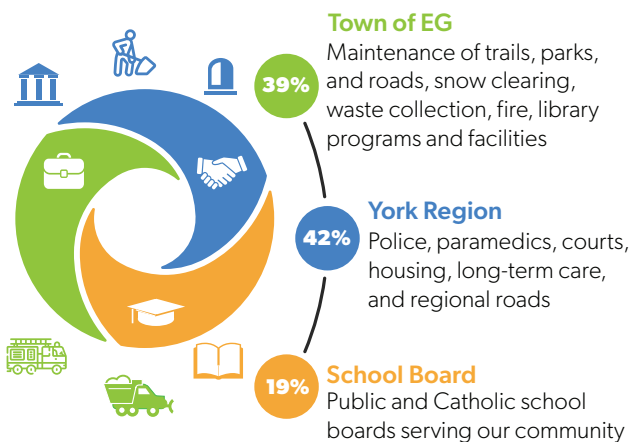 Town of EG
39%
Maintenance of trails, parks,
and roads, snow clearing,
waste collection, fire, library
programs and facilities
York Region
42%
Police, paramedics, courts,
housing, long-term care,
and regional roads
School Board
19%
Public and Catholic school
boards serving our community